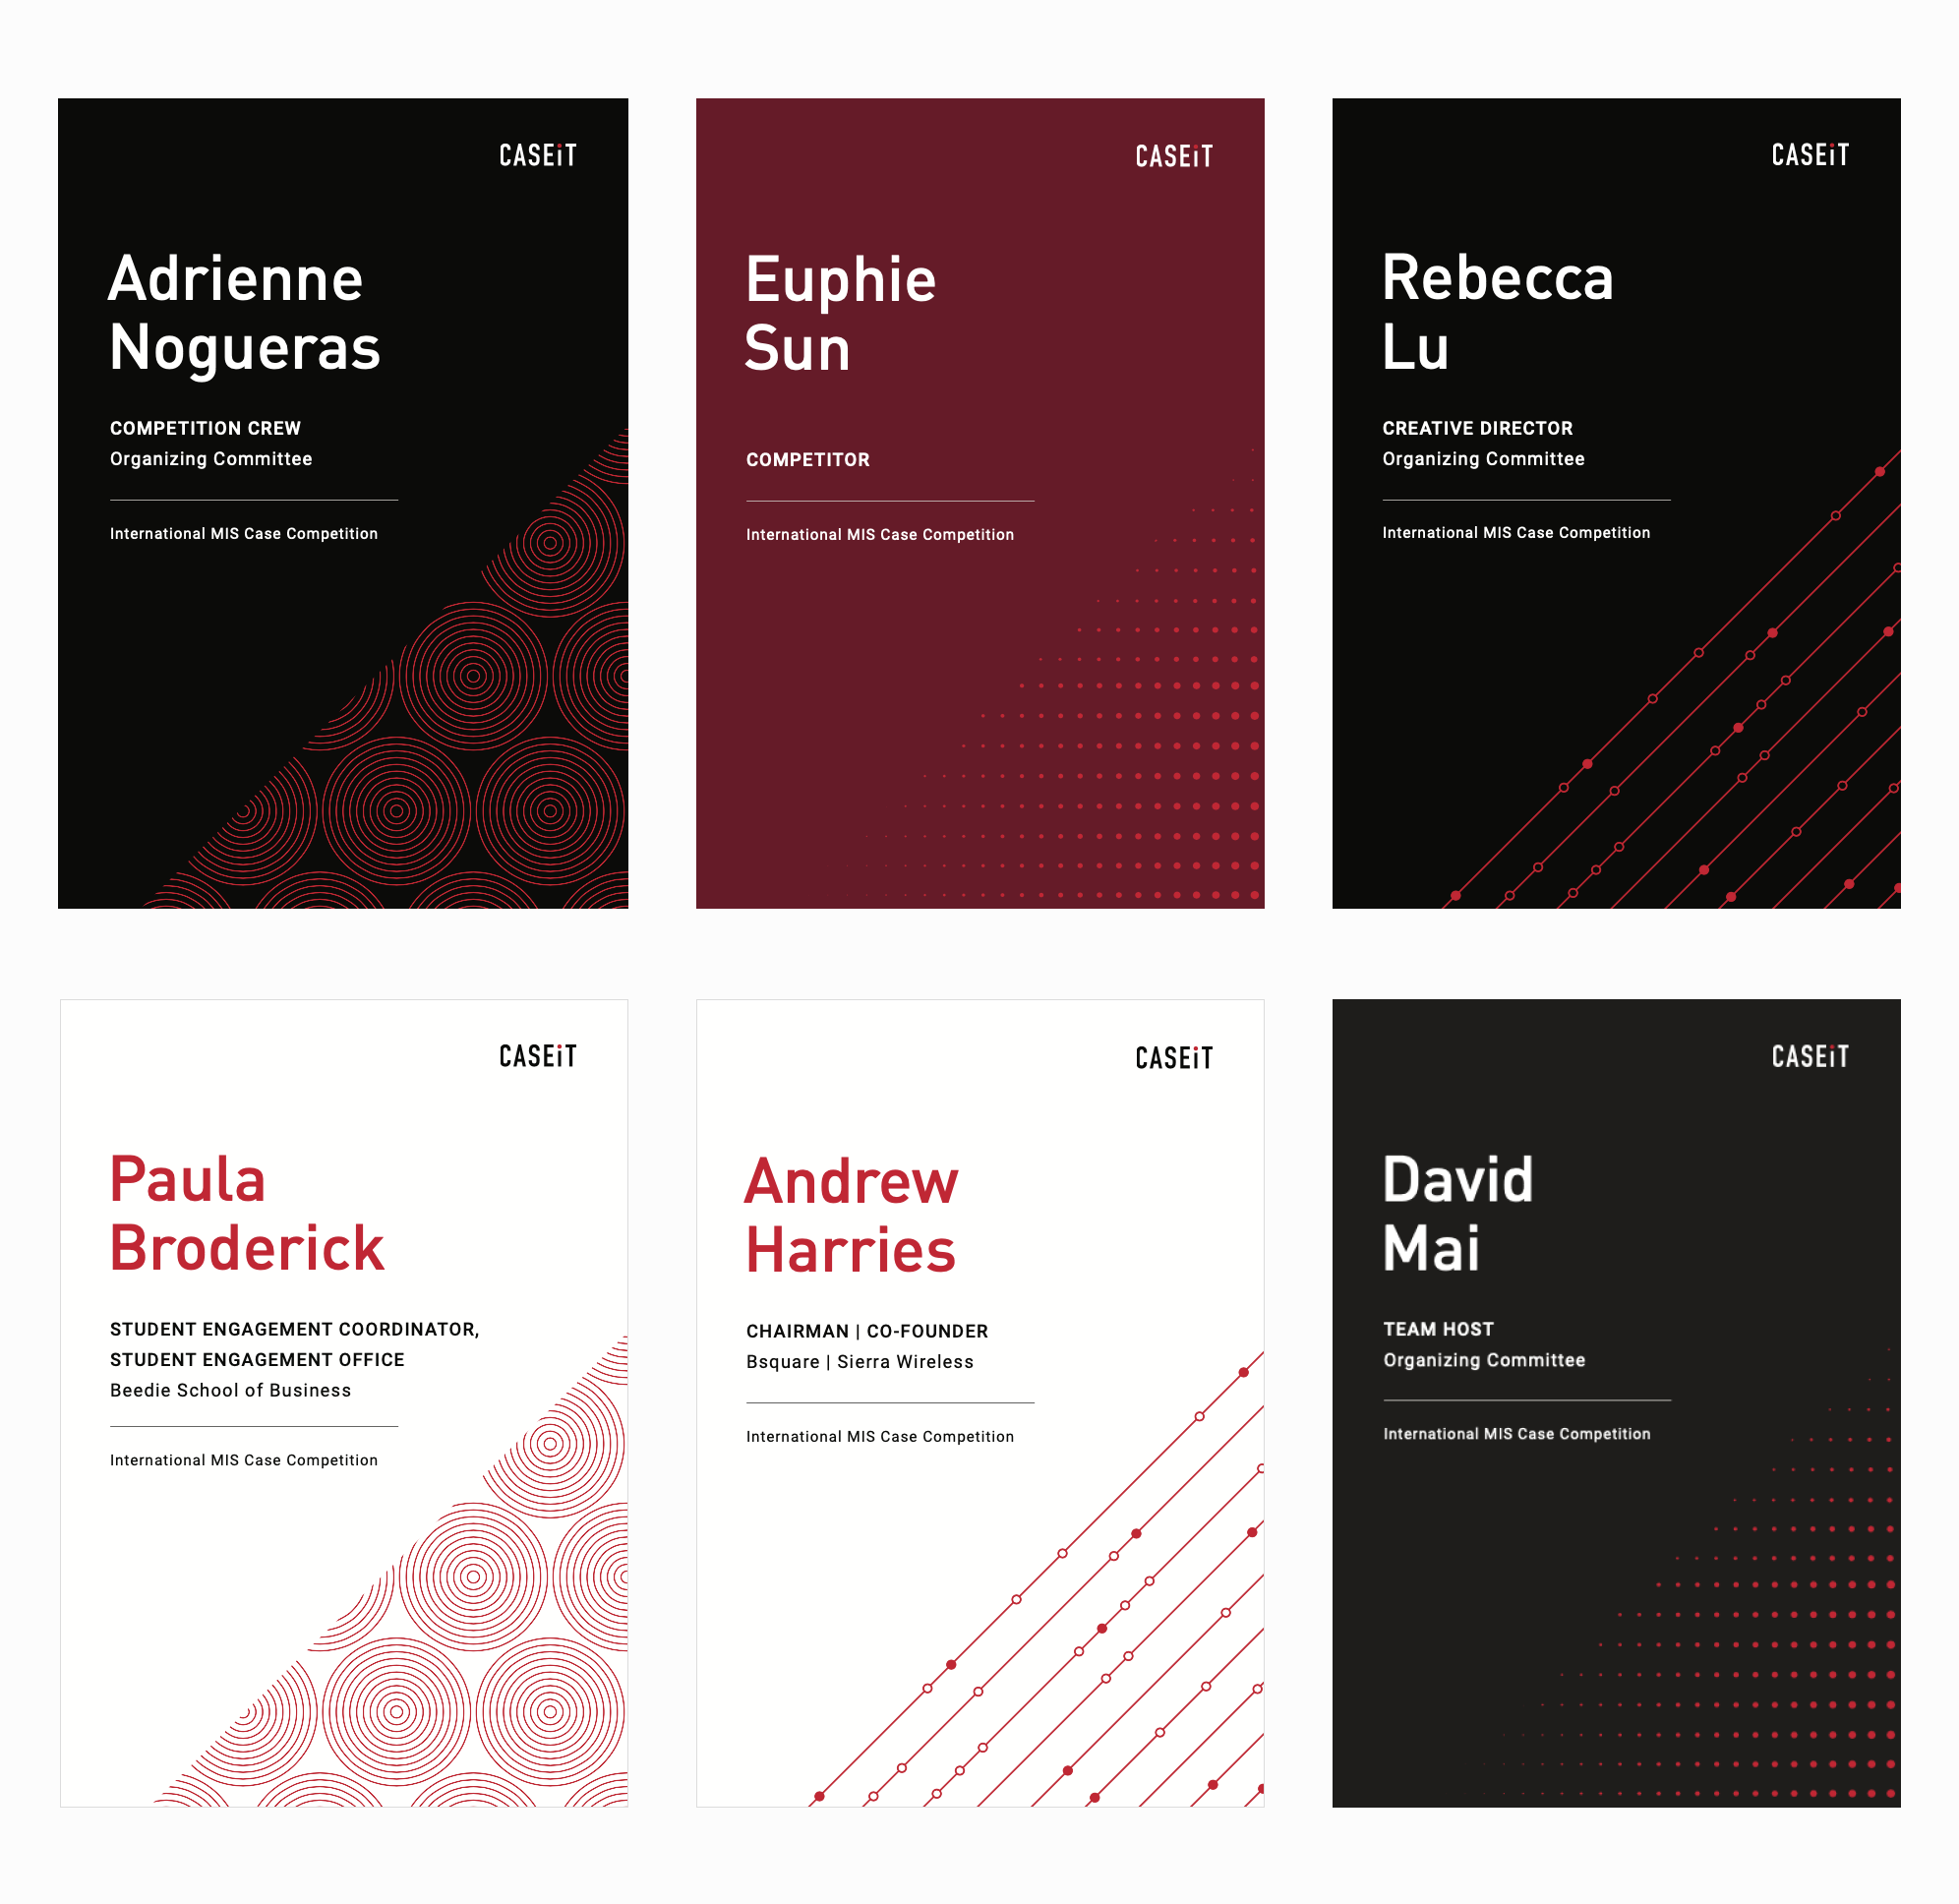 CASEiT
Adrienne
Nogueras
COMPETITION CREW
Organizing Committee
International MIS Case Competition
CASEiT
Euphie
Sun
COMPETITOR
International MIS Case Competition
CASEiT
Rebecca
Lu
CREATIVE DIRECTOR
Organizing Committee
International MIS Case Competition
CASEiT
Paula
Broderick
STUDENT ENGAGEMENT COORDINATOR,
STUDENT ENGAGEMENT OFFICE
Beedie School of Business
International MIS Case Competition
CASEiT
Andrew
Harries
CHAIRMAN | CO-FOUNDER
Bsquare | Sierra Wireless
International MIS Case Competition
CASEiT
David
Mai
TEAM HOST
Organizing Committee
International MIS Case Competition